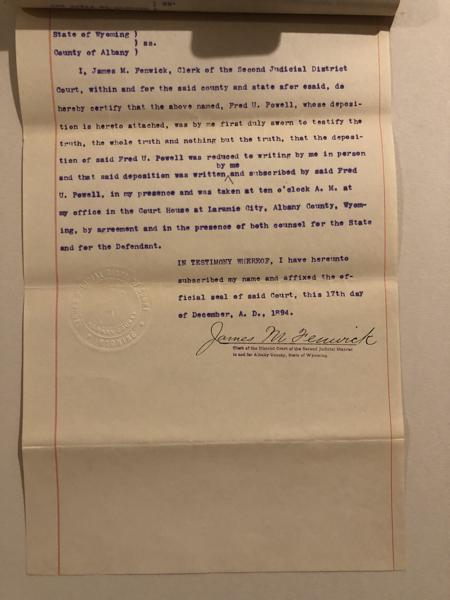 State of Wyoming )
) ss.
County of Albany )
I, James M. Fenwick, Clerk of the Second Judicial District
Court, within and for the said county and state afor esaid, do
hereby certify that the above named, Fred U. Powell, whose deposi-
tion is hereto attached, was by me first duly sworn to testify the
truth, the whole truth and nothing but the truth, that the deposi-
tion of said Fred U. Powell was reduced to writing by me in person
by me
and that said deposition was written and subscribed by said Fred
U. Powell, in my presence and was taken at ten o'clock A. M. at
my office in the Court House at Laramie City, Albany County, Wyom-
ing, by agreement and in the presence of both counsel for the State
and for the Defendant.
IN TESTIMONY WHEREOF, I have hereunto
subscribed my name and affixed the of-
ficial seal of said Court, this 17th day
of December, A. D., 1894.
James M Fenwick
Clerk of the District Court of the Second Judicial District
in and for Albany County, State of Wyoming